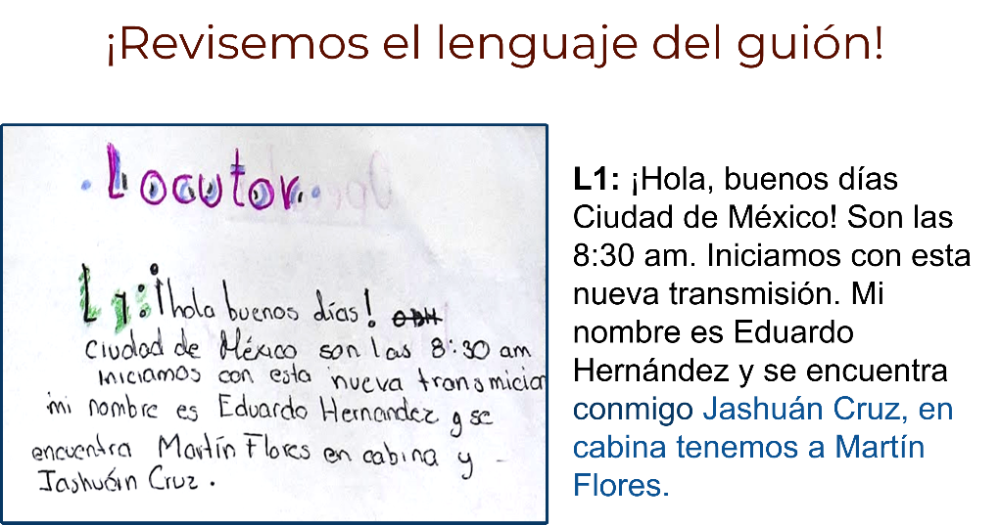 ¡Revisemos el lenguaje del guión!
Locutor
L1: ¡hola buenos días!
ciudad de México son las 8:30 am
Iniciamos con esta nueva transmicion
mi nombre es Eduardo Hernandez y se
encuentra Martín Flores en cabina y
Jashuán Cruz.
L1: ¡Hola, buenos días
Ciudad de México! Son las
8:30 am. Iniciamos con esta
nueva transmisión. Mi
nombre es Eduardo
Hernández y se encuentra
conmigo Jashuán Cruz, en
cabina tenemos a Martín
Flores.